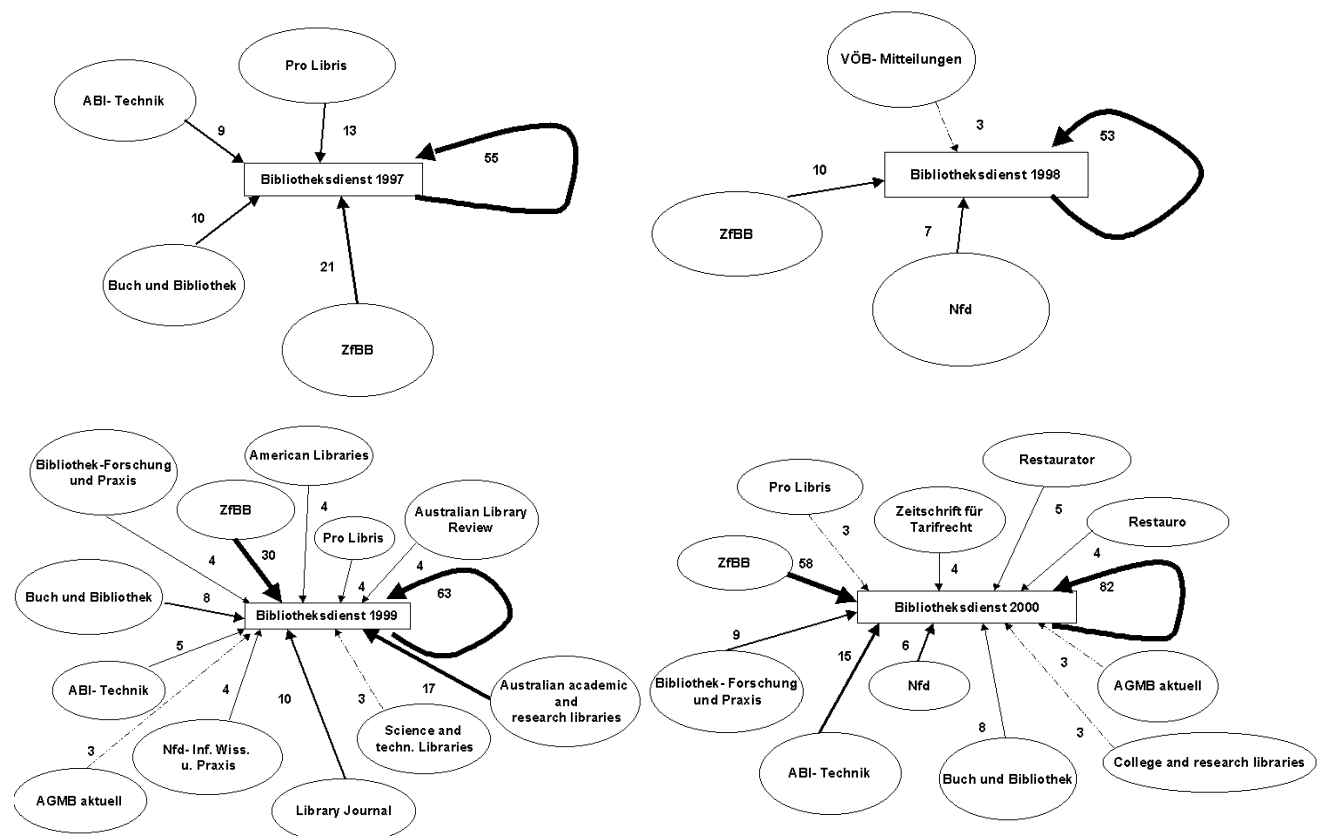 Pro Libris
ABI- Technik
9
13
55
Bibliotheksdienst 1997
10
Buch und Bibliothek
21
ZfBB
VÖB- Mitteilungen
3
53
10
Bibliotheksdienst 1998
ZfBB
7
Nfd
American Libraries
Bibliothek-Forschung
und Praxis
ZfBB
4
Australian Library
Review
Pro Libris
30
4
4
4
Buch und Bibliothek
8
63
Bibliotheksdienst 1999
5
ABI- Technik
4
10
3
17
Australian academic
and
research libraries
Science and
techn. Libraries
3
Nfd- Inf. Wiss.
u. Praxis
AGMB aktuell
Library Journal
Restaurator
Pro Libris
Zeitschrift für
Tarifrecht
5
Restauro
3
ZfBB
58
4
4
82
Bibliotheksdienst 2000
9
15
6
3
Bibliothek- Forschung
und Praxis
Nfd
AGMB aktuell
8
3
ABI- Technik
Buch und Bibliothek
College and research libraries